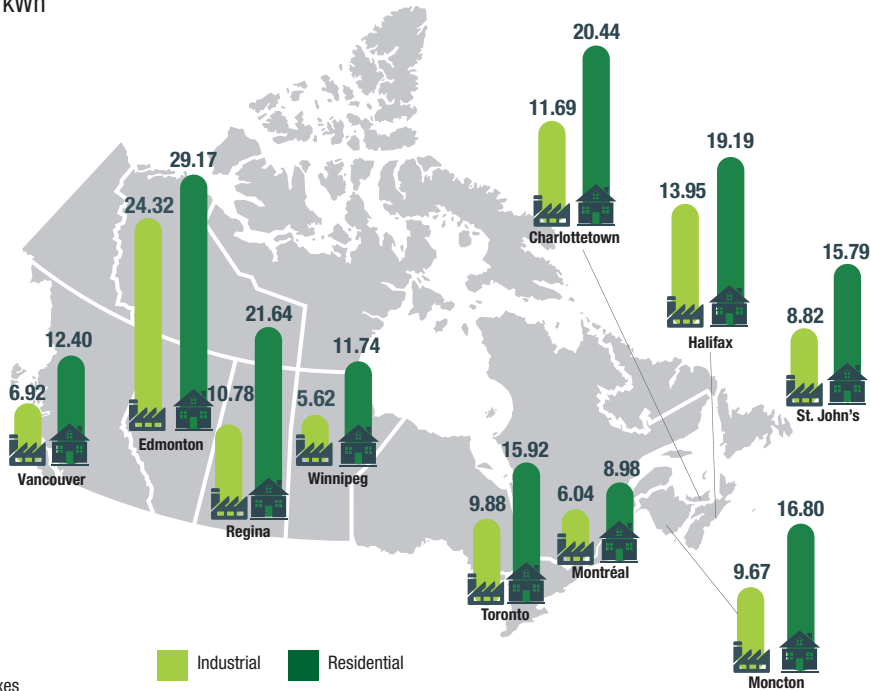 kWh
20.44
11.69
Charlottetown
19.19
13.95
Halifax
29.17
24.32
Edmonton
15.79
8.82
St. John's
21.64
10.78
Regina
12.40
6.92
Vancouver
11.74
5.62
Winnipeg
15.92
9.88
Toronto
8.98
6.04
Montréal
16.80
9.67
Moncton
Industrial
Residential